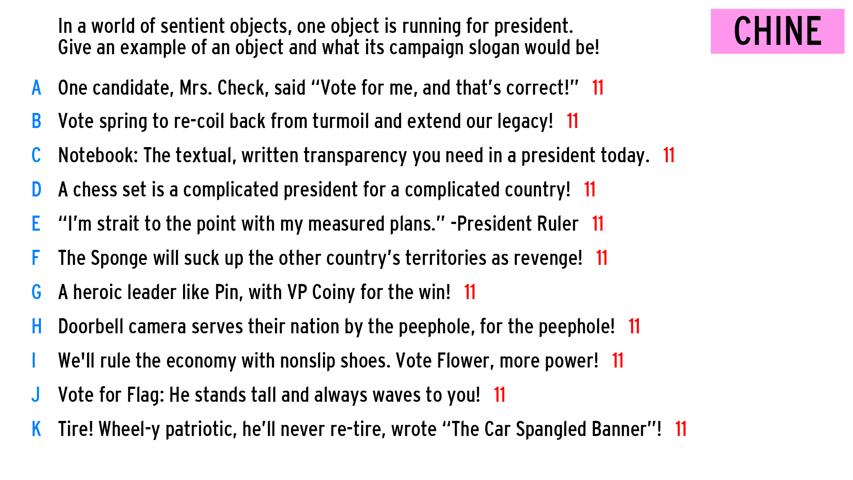 In a world of sentient objects, one object is running for president.
Give an example of an object and what its campaign slogan would be!
CHINE
A One candidate, Mrs. Check, said “Vote for me, and that’s correct!” 11
B Vote spring to re-coil back from turmoil and extend our legacy! 11
C Notebook: The textual, written transparency you need in a president today. 11
D A chess set is a complicated president for a complicated country! 11
E “I’m strait to the point with my measured plans.” -President Ruler 11
F The Sponge will suck up the other country’s territories as revenge! 11
G A heroic leader like Pin, with VP Coiny for the win! 11
H Doorbell camera serves their nation by the peephole, for the peephole! 11
I We'll rule the economy with nonslip shoes. Vote Flower, more power! 11
J Vote for Flag: He stands tall and always waves to you! 11
K Tire! Wheel-y patriotic, he’ll never re-tire, wrote “The Car Spangled Banner”! 11